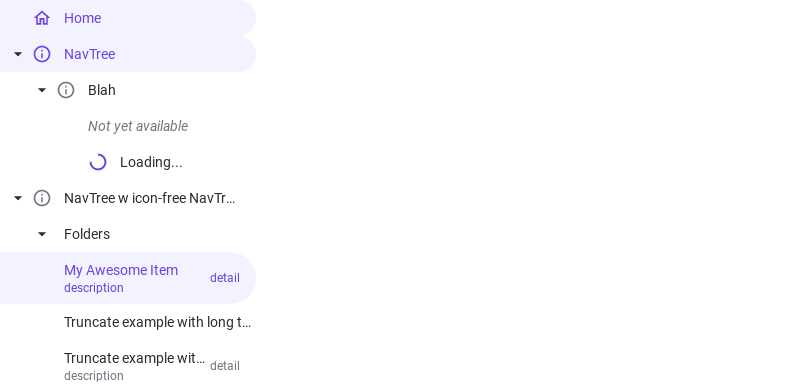 Home
NavTree
Blah
Not yet available
Loading...
NavTree w icon-free NavTr...
Folders
My Awesome Item
detail
description
Truncate example with long t...
Truncate example wit...
detail
description